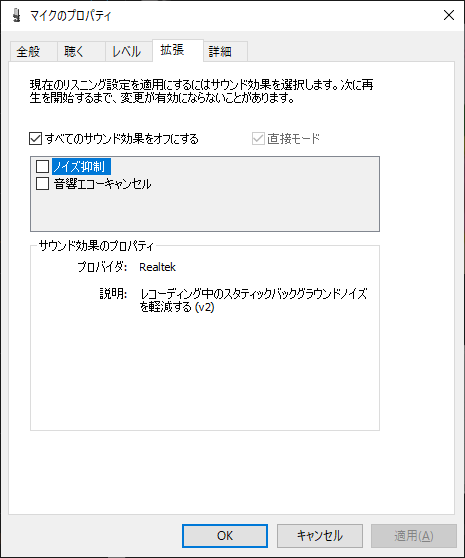 マイクのプロパティ
全般
聴く
レベル
拡張
詳細
現在のリスニング設定を適用にするにはサウンド効果を選択します。次に再
生を開始するまで、変更が有効にならないことがあります。
すべてのサウンド効果をオフにする
直接モード
ノイズ抑制
音響エコーキャンセル
サウンド効果のプロパティ
プロバイダ: Realtek
説明: レコーディング中のスタティックバックグラウンドノイズ
を軽減する (v2)
OK
キャンセル
適用(A)